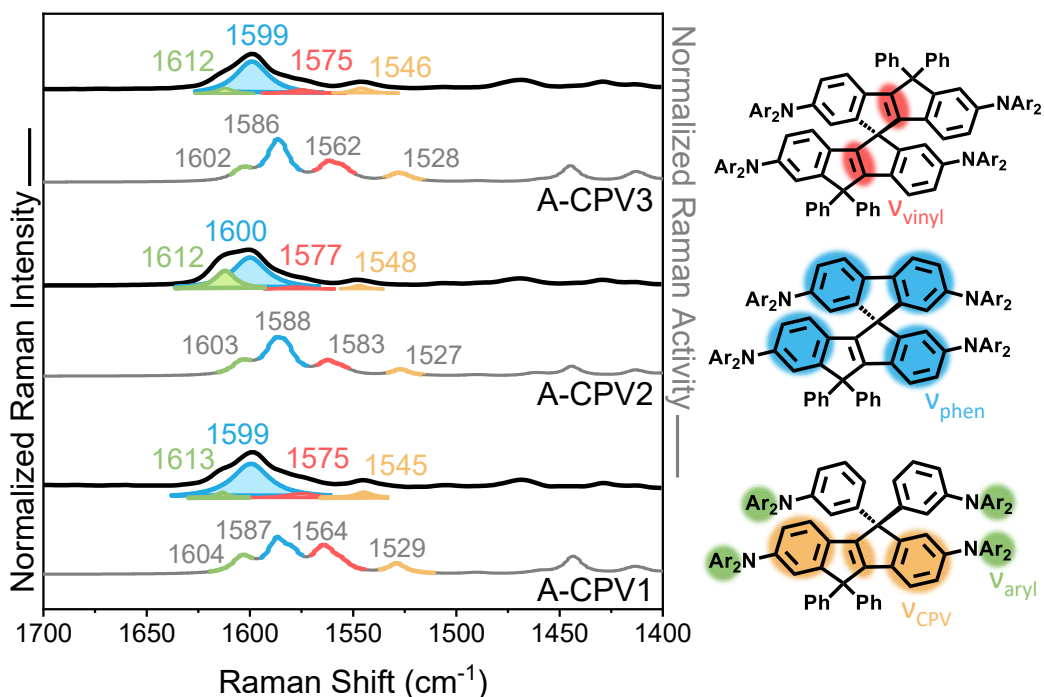 Normalized Raman Intensity
1599
1612 1575 1546
1586
1602 1562 1528
A-CPV3
1600
1612 1577 1548
1588
1603 1583 1527
A-CPV2
1599
1613 1575 1545
1587
1604 1564 1529
A-CPV1
1700 1650 1600 1550 1500 1450 1400
Raman Shift (cm⁻¹)
Normalized Raman Activity
Ph Ph
Ar₂N NAr₂
Ar₂N NAr₂
Ph Ph
νvinyl
Ar₂N NAr₂
Ar₂N NAr₂
Ph Ph
νphen
Ar₂N NAr₂
Ar₂N NAr₂
νaryl
Ph Ph
νCPV